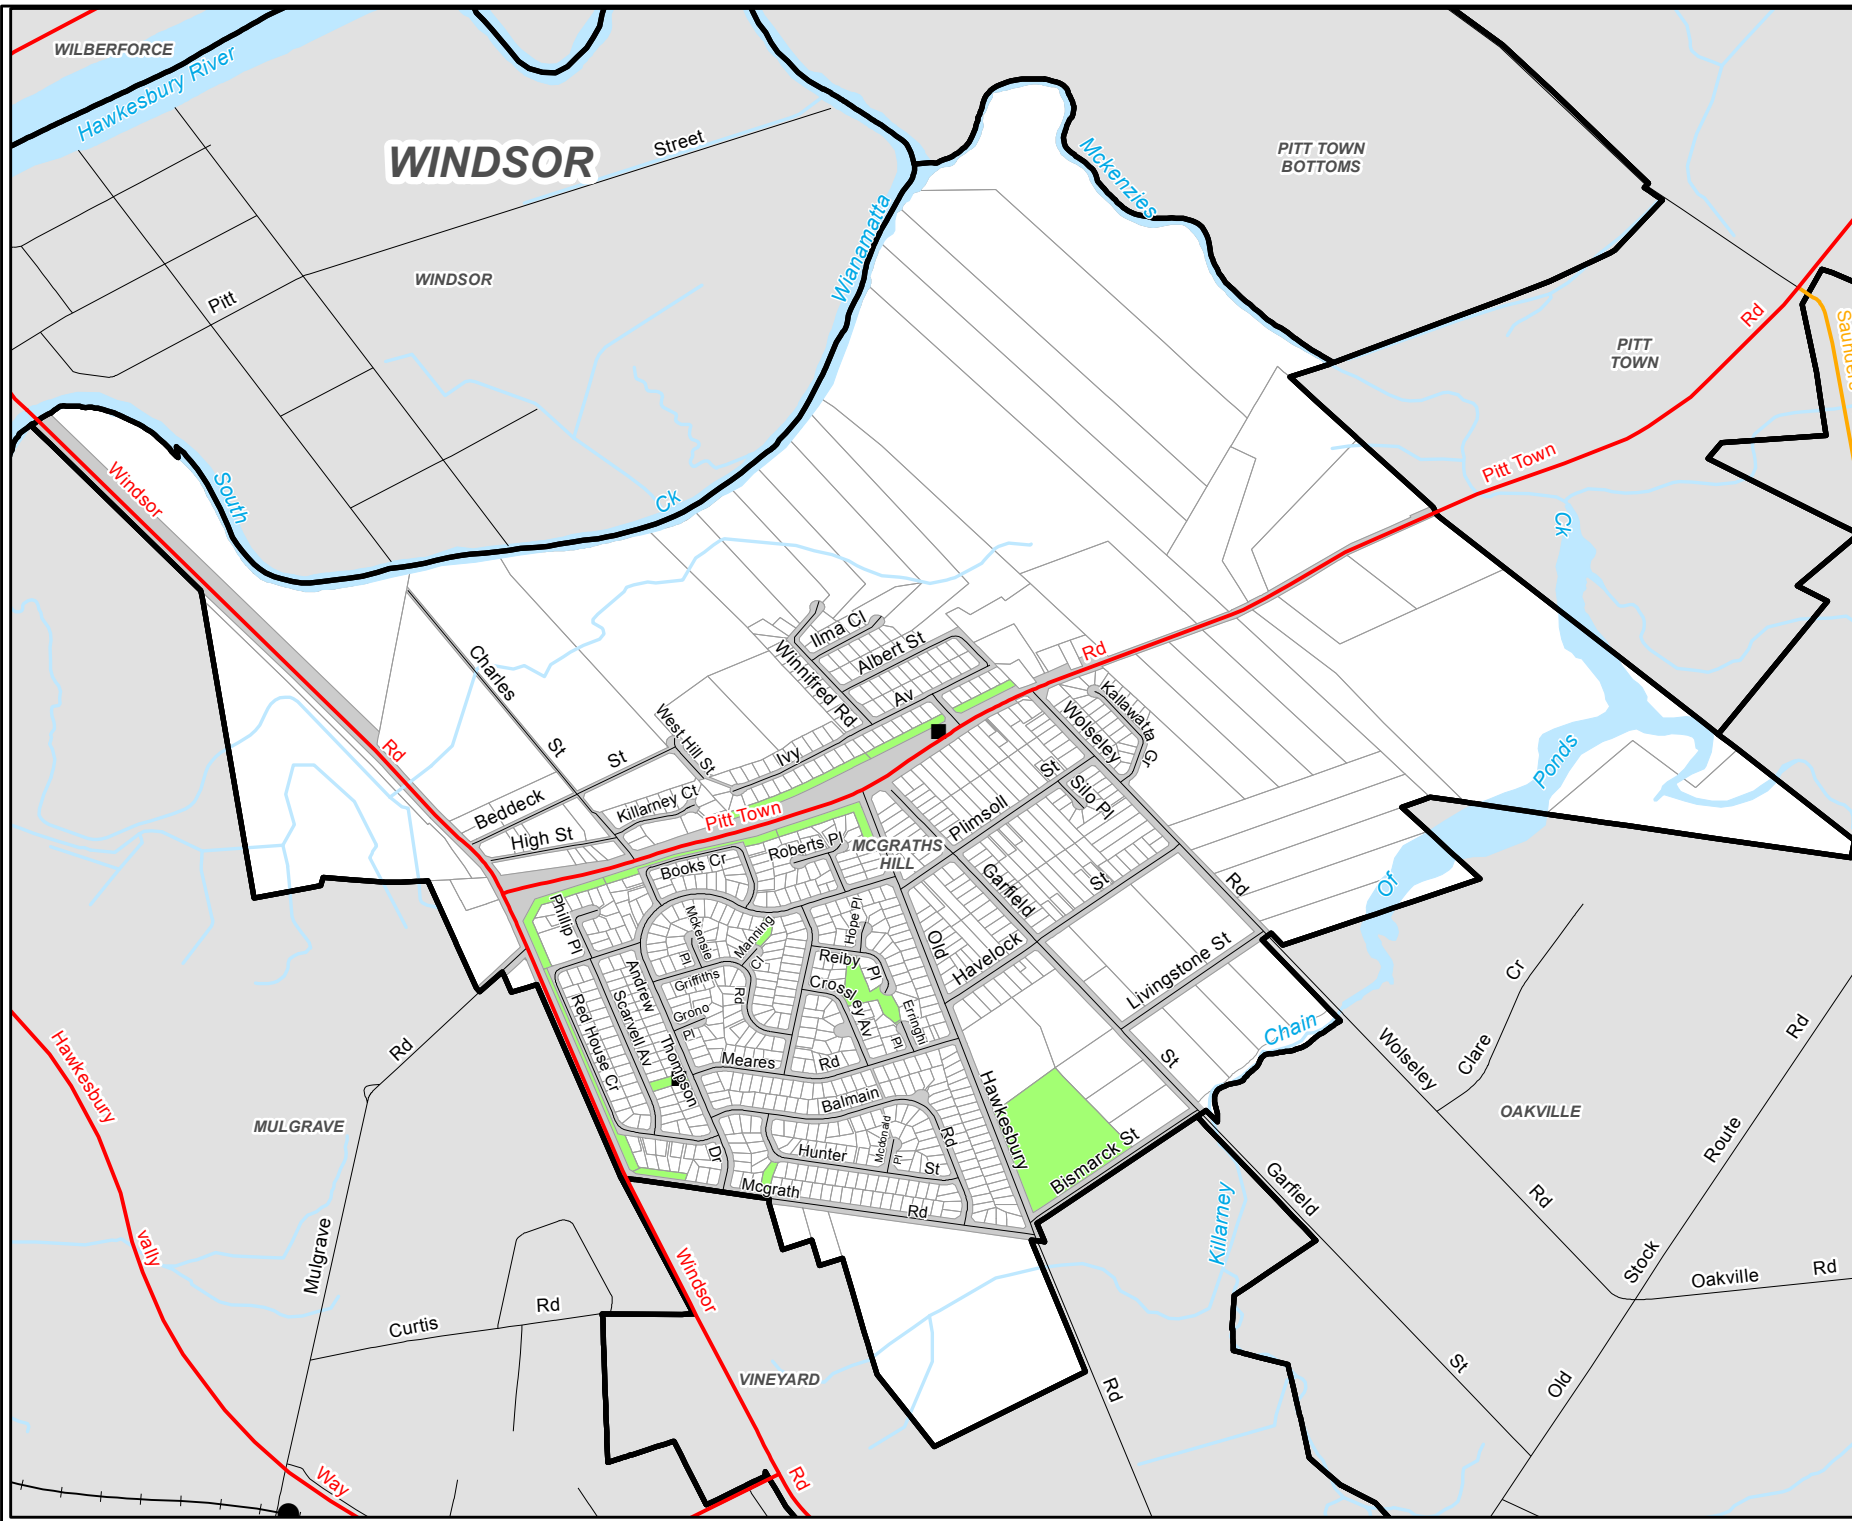 WILBERFORCE
Hawkesbury River
WINDSOR
Street
Mckenzies
PITT TOWN
BOTTOMS
Wianamatta
WINDSOR
Pitt
Rd
Saunders
PITT
TOWN
Windsor
South
Ck
Pitt Town
Ck
Ilma Cl
Albert St
Winnifred Rd
Av
Rd
Charles
St
West Hill St
Ivy
Kallawatta Gr
Wolseley
Rd
St
Beddeck
Killarney Ct
High St
Pitt Town
St
Silo Pl
Plimsoll
Ponds
Roberts Pl
Books Cr
MCGRATHS
HILL
Garfield
St
Rd
Of
Phillip Pl
Mckensie
Pl
Manning
Cl
Hope Pl
Old
Havelock
Livingstone St
Reiby
Pl
Griffiths
Rd
Andrew
Scarvell Av
Red House Cr
Grono
Pl
Crossley Av
Erringhi
Pl
Clare
Cr
Chain
Rd
Hawkesbury
Thompson
Meares
Rd
St
Wolseley
Rd
Balmain
Hawkesbury
MULGRAVE
OAKVILLE
Route
Mcdonald
Pl
Rd
Hunter
St
Dr
Bismarck St
Mcgrath
Rd
Garfield
Killarney
Rd
vally
Mulgrave
Windsor
Stock
Oakville
Rd
Curtis
Rd
VINEYARD
Rd
St
Old
Way
Rd